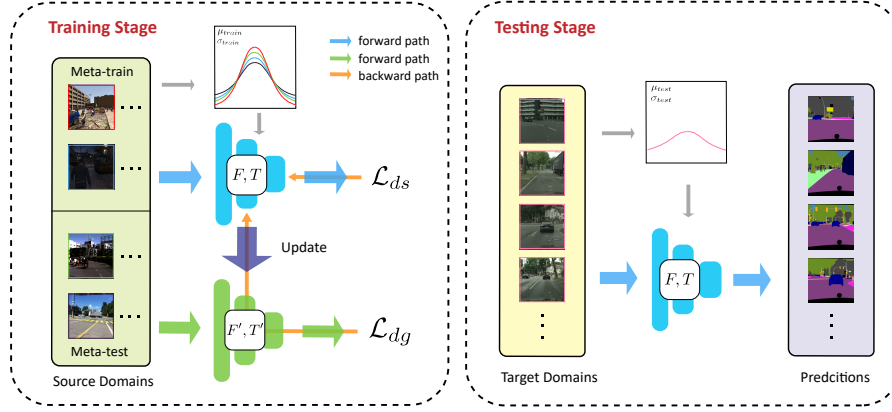 Training Stage
Meta-train
Meta-test
Source Domains
μtrain
σtrain
forward path
forward path
backward path
F, T
ℒds
Update
F′, T′
ℒdg
Testing Stage
Target Domains
μtest
σtest
F, T
Predcitions